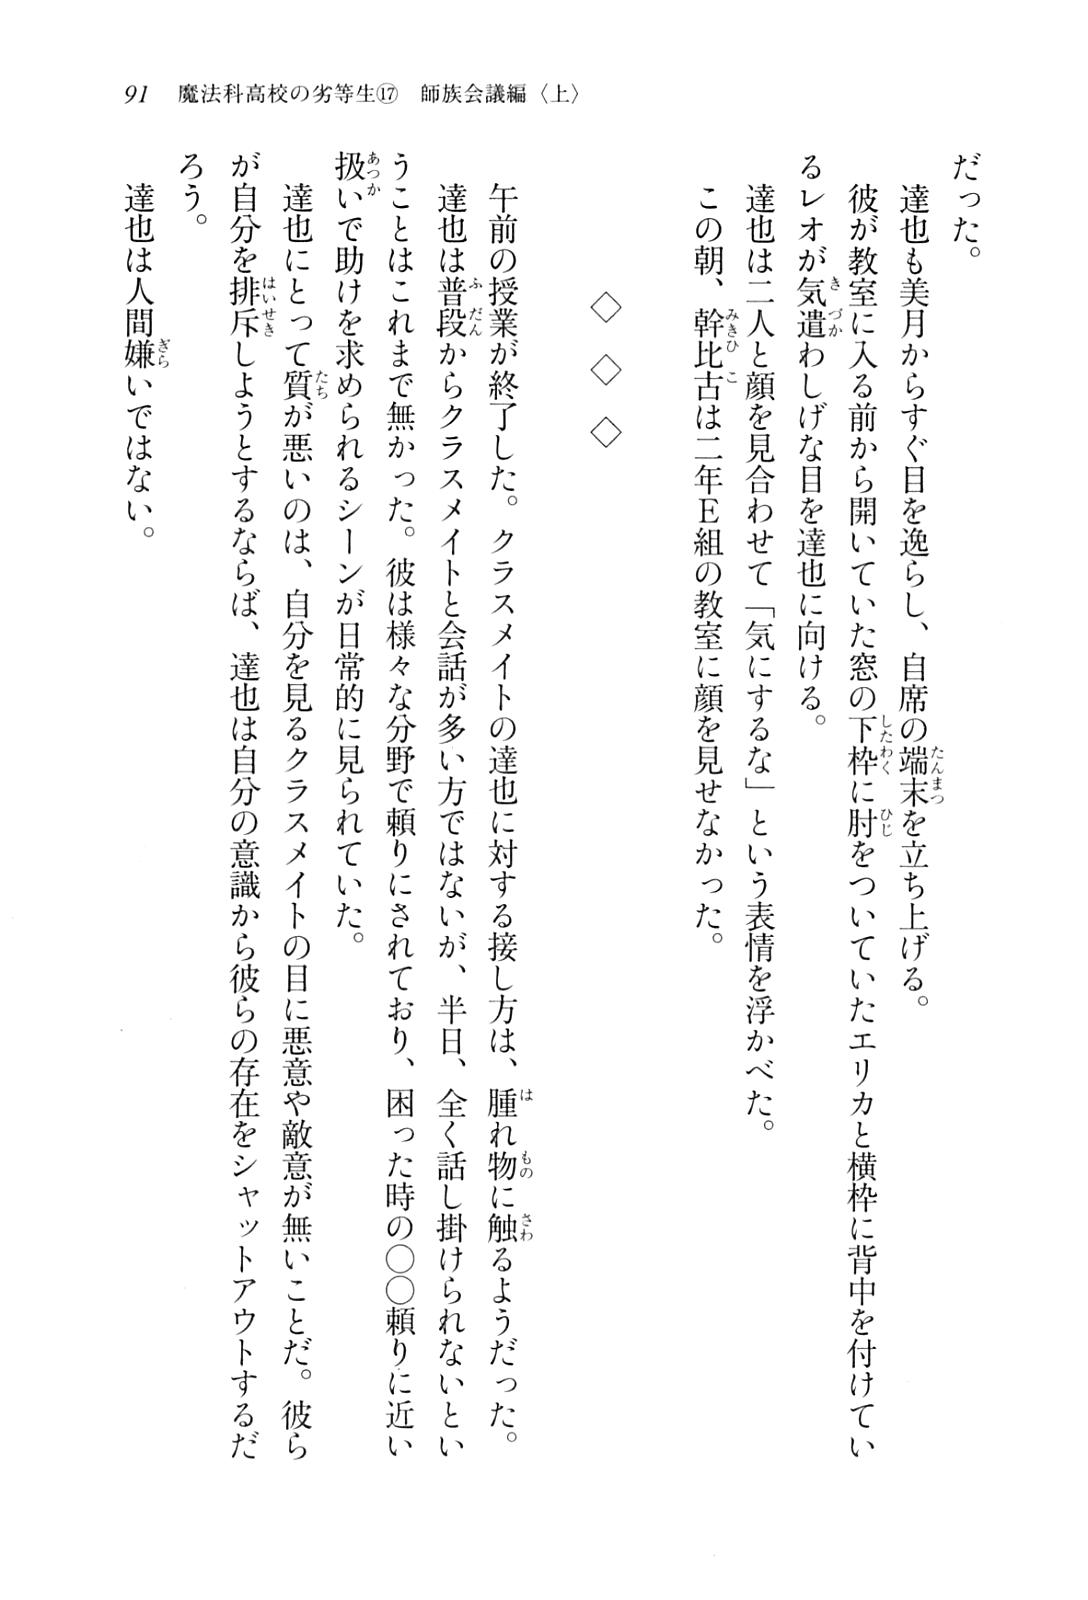 91　魔法科高校の劣等生⑰　師族会議編〈上〉
だった。
　達也も美月からすぐ目を逸らし、自席の端末を立ち上げる。
　彼が教室に入る前から開いていた窓の下枠に肘をついていたエリカと横枠に背中を付けてい
るレオが気遣わしげな目を達也に向ける。
　達也は二人と顔を見合わせて「気にするな」という表情を浮かべた。
　この朝、幹比古は二年Ｅ組の教室に顔を見せなかった。
◇　◇　◇
　午前の授業が終了した。クラスメイトの達也に対する接し方は、腫れ物に触るようだった。
　達也は普段からクラスメイトと会話が多い方ではないが、半日、全く話し掛けられないとい
うことはこれまで無かった。彼は様々な分野で頼りにされており、困った時の○○頼りに近い
扱いで助けを求められるシーンが日常的に見られていた。
　達也にとって質が悪いのは、自分を見るクラスメイトの目に悪意や敵意が無いことだ。彼ら
が自分を排斥しようとするならば、達也は自分の意識から彼らの存在をシャットアウトするだ
ろう。
　達也は人間嫌いではない。